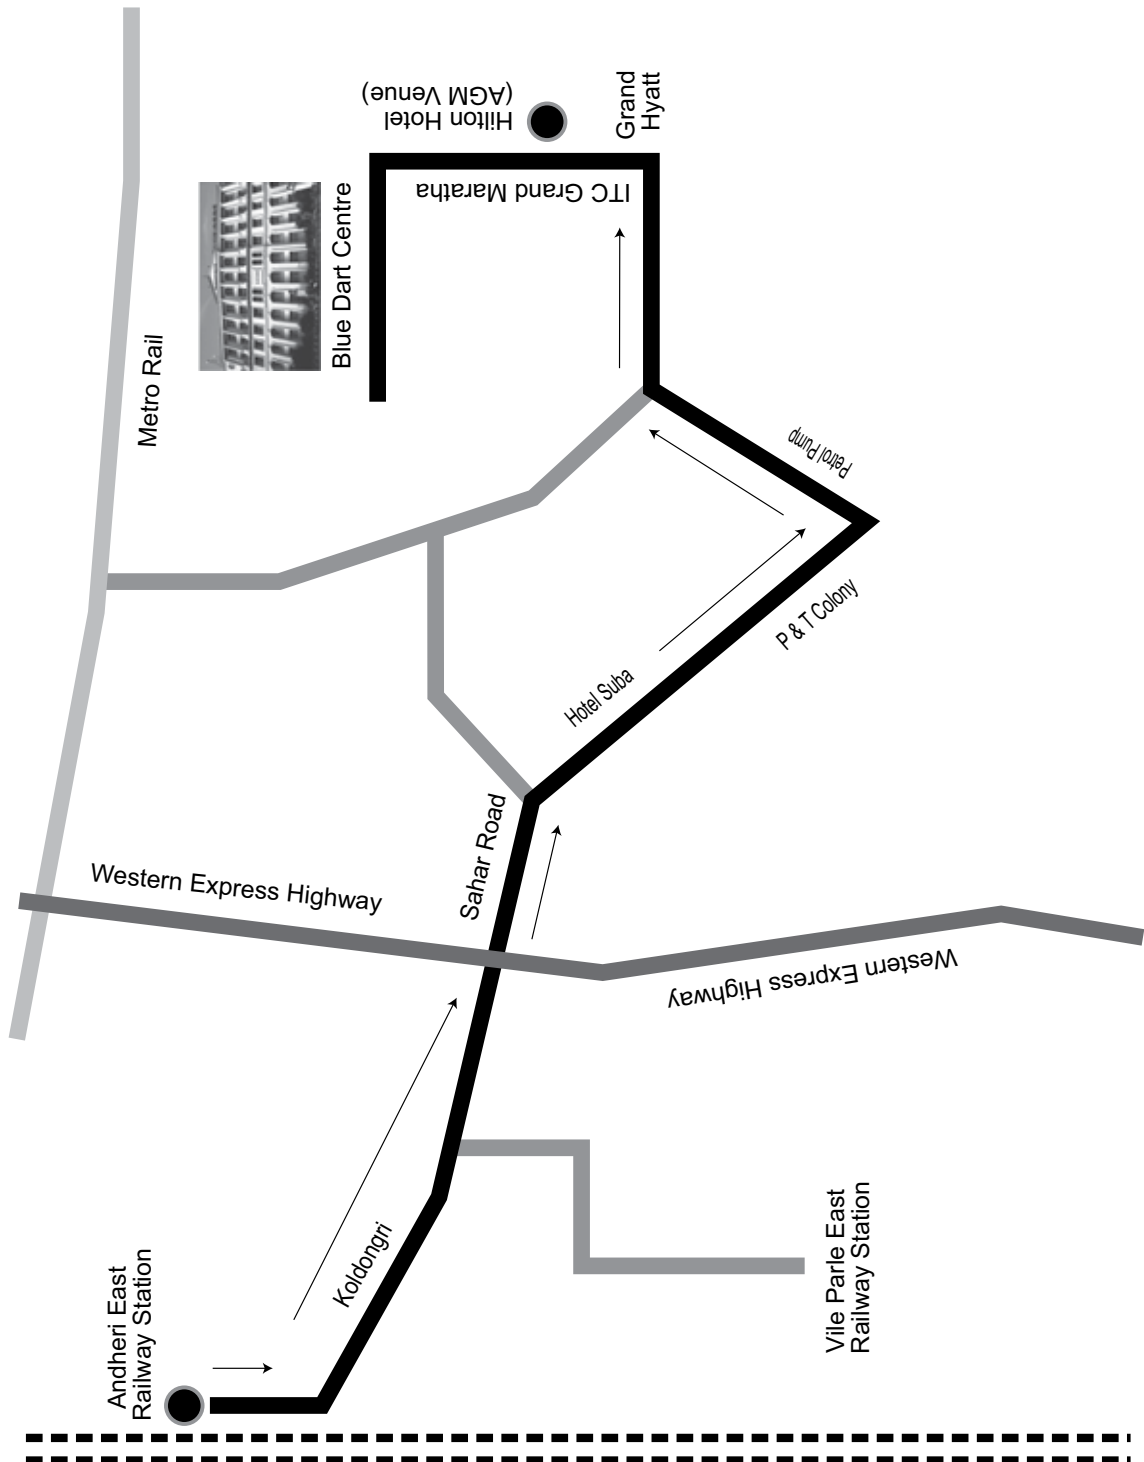 Hilton Hotel
(AGM Venue)
Grand
Hyatt
ITC Grand Maratha
Blue Dart Centre
Metro Rail
Petrol Pump
P & T Colony
Hotel Suba
Sahar Road
Western Express Highway
Western Express Highway
Koldongri
Vile Parle East
Railway Station
Andheri East
Railway Station